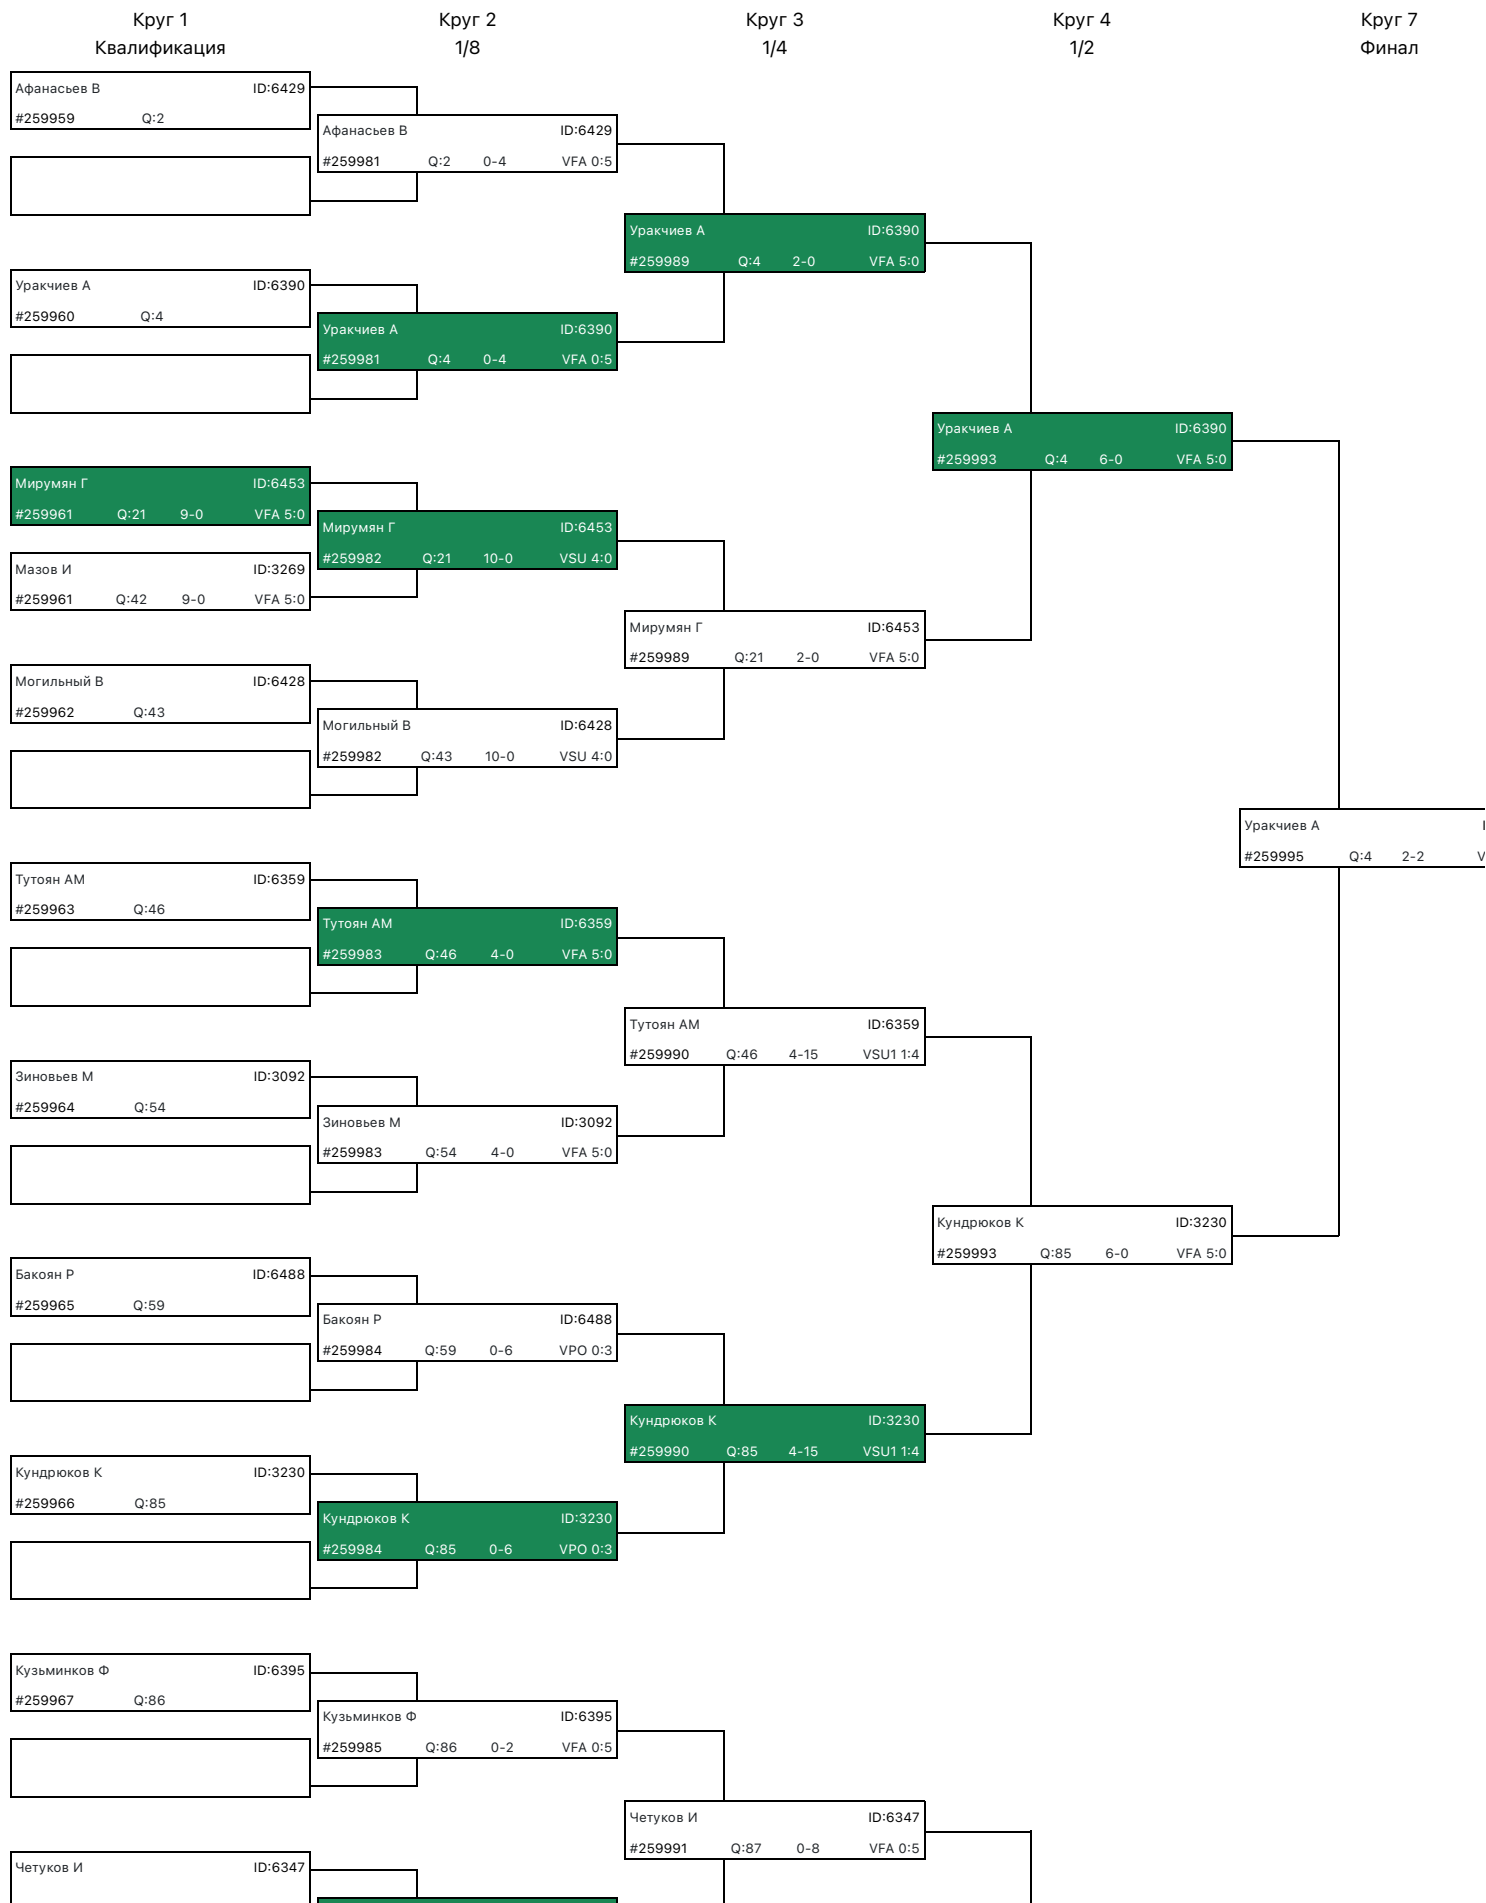 Круг 1
Квалификация
Круг 2
1/8
Круг 3
1/4
Круг 4
1/2
Круг 7
Финал
Афанасьев В ID:6429
#259959 Q:2
Уракчиев А ID:6390
#259960 Q:4
Мирумян Г ID:6453
#259961 Q:21 9-0 VFA 5:0
Мазов И ID:3269
#259961 Q:42 9-0 VFA 5:0
Могильный В ID:6428
#259962 Q:43
Тутоян АМ ID:6359
#259963 Q:46
Зиновьев М ID:3092
#259964 Q:54
Бакоян Р ID:6488
#259965 Q:59
Кундрюков К ID:3230
#259966 Q:85
Кузьминков Ф ID:6395
#259967 Q:86
Четуков И ID:6347
Афанасьев В ID:6429
#259981 Q:2 0-4 VFA 0:5
Уракчиев А ID:6390
#259981 Q:4 0-4 VFA 0:5
Мирумян Г ID:6453
#259982 Q:21 10-0 VSU 4:0
Могильный В ID:6428
#259982 Q:43 10-0 VSU 4:0
Тутоян АМ ID:6359
#259983 Q:46 4-0 VFA 5:0
Зиновьев М ID:3092
#259983 Q:54 4-0 VFA 5:0
Бакоян Р ID:6488
#259984 Q:59 0-6 VPO 0:3
Кундрюков К ID:3230
#259984 Q:85 0-6 VPO 0:3
Кузьминков Ф ID:6395
#259985 Q:86 0-2 VFA 0:5
Уракчиев А ID:6390
#259989 Q:4 2-0 VFA 5:0
Мирумян Г ID:6453
#259989 Q:21 2-0 VFA 5:0
Тутоян АМ ID:6359
#259990 Q:46 4-15 VSU1 1:4
Кундрюков К ID:3230
#259990 Q:85 4-15 VSU1 1:4
Четуков И ID:6347
#259991 Q:87 0-8 VFA 0:5
Уракчиев А ID:6390
#259993 Q:4 6-0 VFA 5:0
Кундрюков К ID:3230
#259993 Q:85 6-0 VFA 5:0
Уракчиев А
#259995 Q:4 2-2